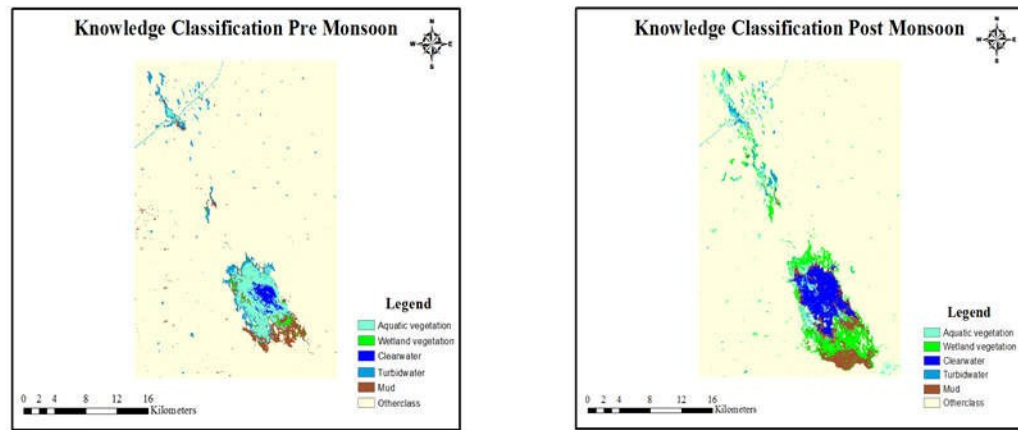 Knowledge Classification Pre Monsoon
N
W E
S
Legend
Aquatic vegetation
Wetland vegetation
Clearwater
Turbidwater
Mud
Otherclass
0 2 4 8 12 16
Kilometers
Knowledge Classification Post Monsoon
N
W E
S
Legend
Aquatic vegetation
Wetland vegetation
Clearwater
Turbidwater
Mud
Otherclass
0 2 4 8 12 16
Kilometers